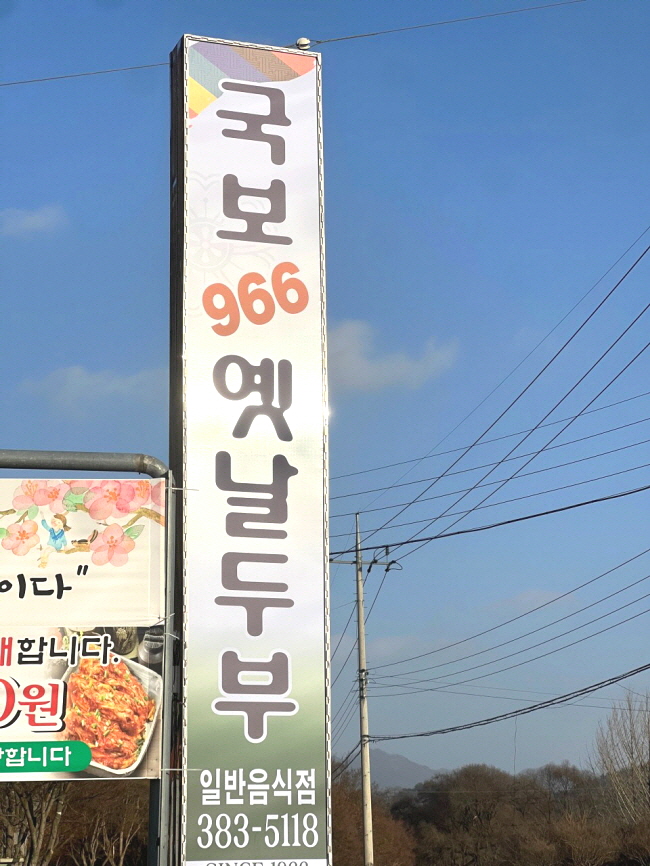 국보
966
옛날두부
일반음식점
383-5118
이다"
합니다.
0원
합니다